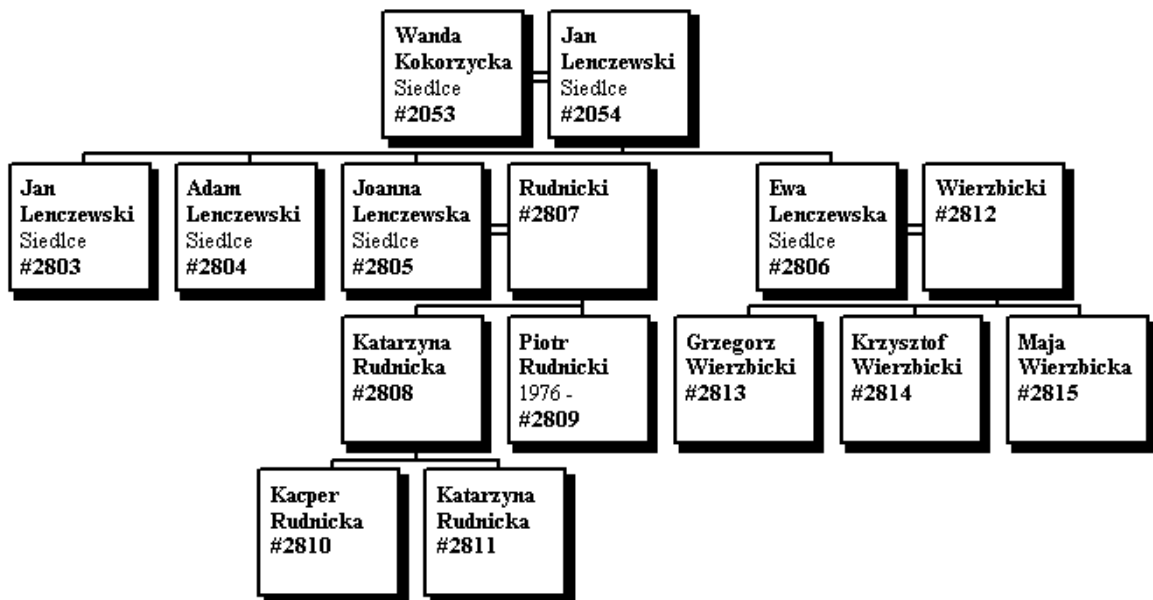 Wanda
Kokorzycka
Siedlce
#2053
Jan
Lenczewski
Siedlce
#2054
Jan
Lenczewski
Siedlce
#2803
Adam
Lenczewski
Siedlce
#2804
Joanna
Lenczewska
Siedlce
#2805
Rudnicki
#2807
Ewa
Lenczewska
Siedlce
#2806
Wierzbicki
#2812
Katarzyna
Rudnicka
#2808
Piotr
Rudnicki
1976 -
#2809
Grzegorz
Wierzbicki
#2813
Krzysztof
Wierzbicki
#2814
Maja
Wierzbicka
#2815
Kacper
Rudnicka
#2810
Katarzyna
Rudnicka
#2811